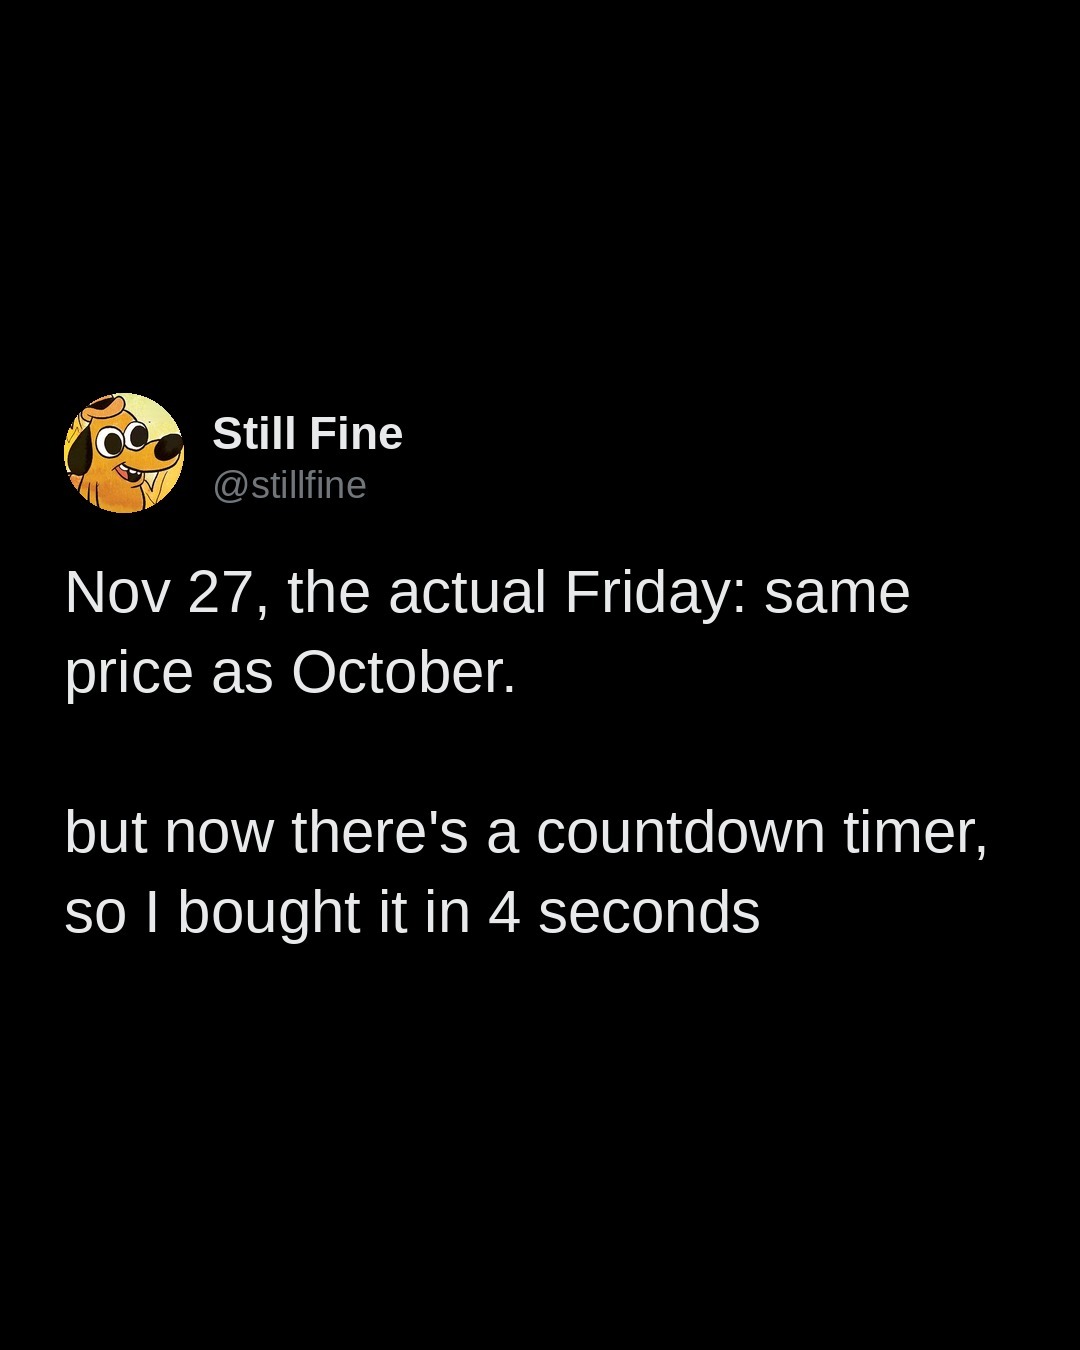 Still Fine
@stillfine
Nov 27, the actual Friday: same
price as October.
but now there's a countdown timer,
so I bought it in 4 seconds